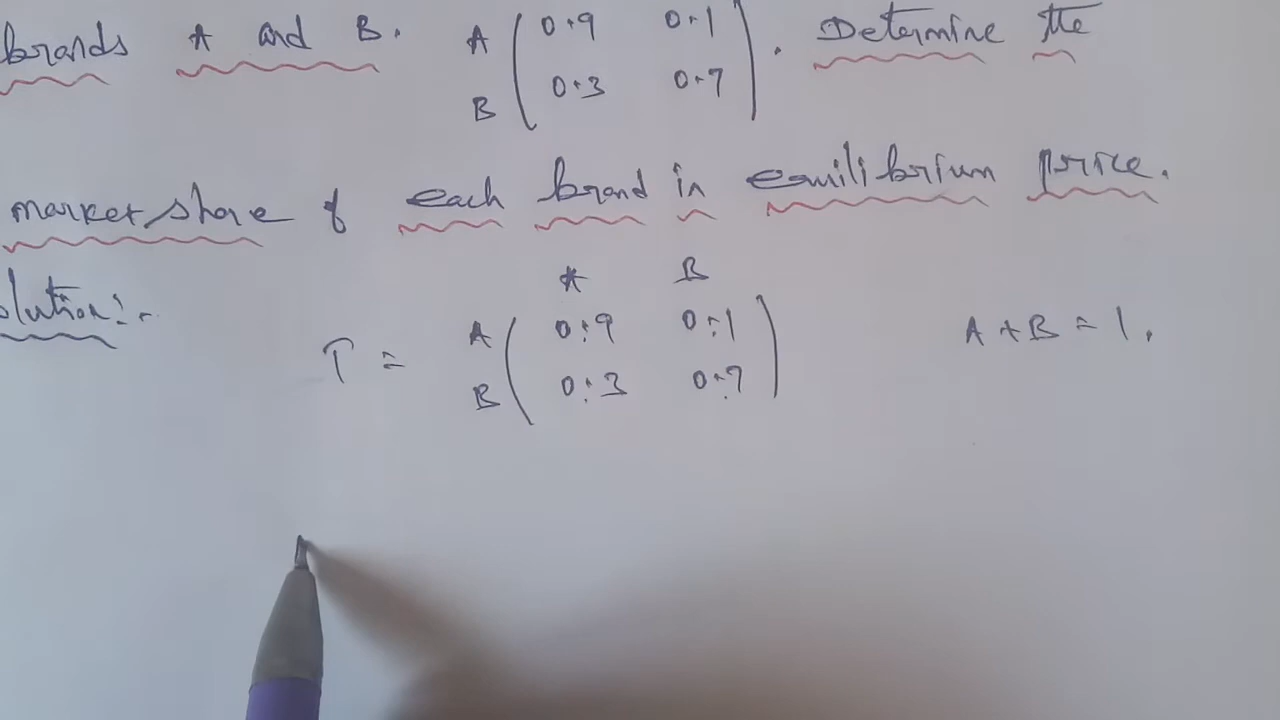 brands A and B. A ( 0.9 0.1 ) . Determine the
B ( 0.3 0.7 )
market share of each brand in equilibrium price.
olution:-
A B
T = A ( 0.9 0.1 ) A + B = 1.
B ( 0.3 0.7 )